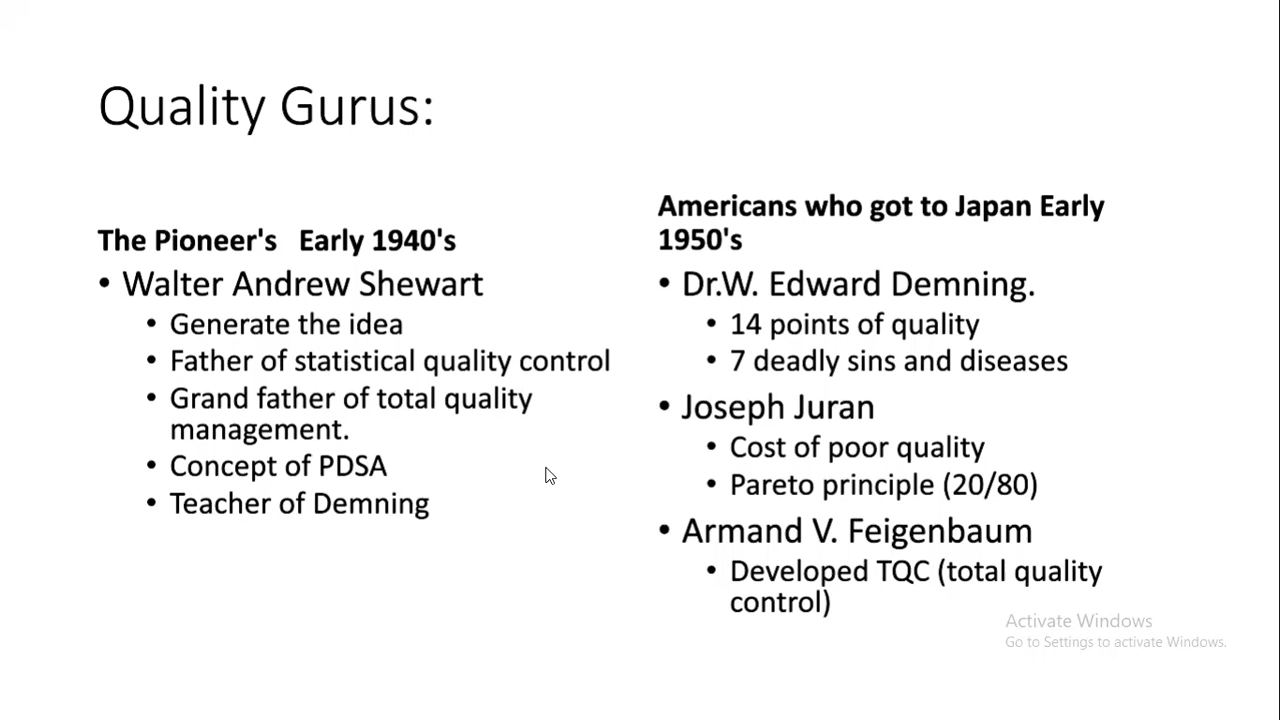 Quality Gurus:
The Pioneer's   Early 1940's
• Walter Andrew Shewart
• Generate the idea
• Father of statistical quality control
• Grand father of total quality
management.
• Concept of PDSA
• Teacher of Demning
Americans who got to Japan Early
1950's
• Dr.W. Edward Demning.
• 14 points of quality
• 7 deadly sins and diseases
• Joseph Juran
• Cost of poor quality
• Pareto principle (20/80)
• Armand V. Feigenbaum
• Developed TQC (total quality
control)
Activate Windows
Go to Settings to activate Windows.